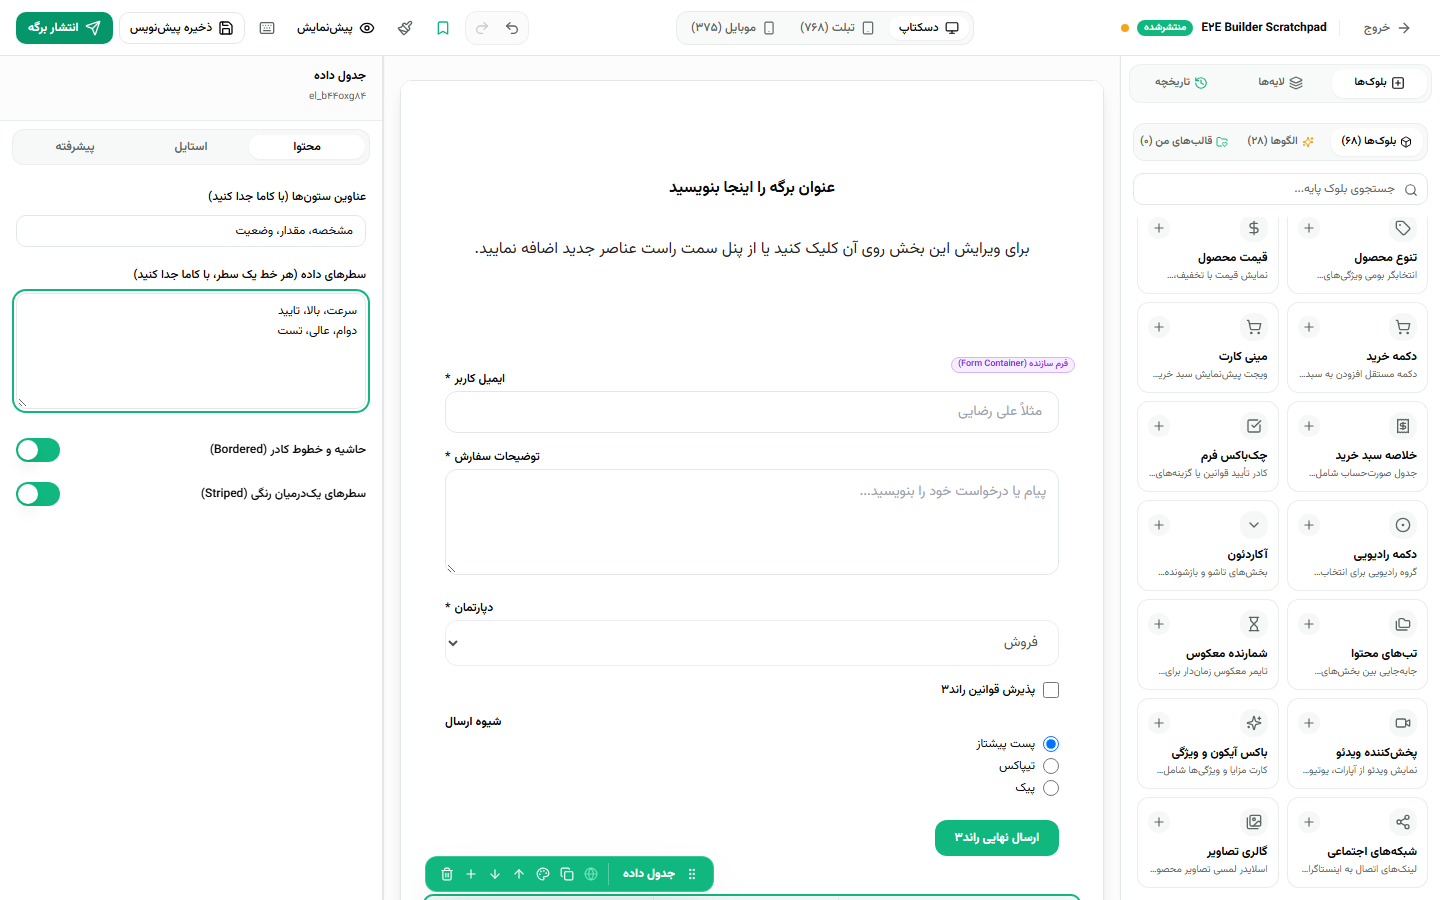 خروج
E2E Builder Scratchpad
منتشرشده
دسکتاپ
تبلت (۷۶۸)
موبایل (۳۷۵)
پیش‌نمایش
ذخیره پیش‌نویس
انتشار برگه
بلوک‌ها
لایه‌ها
تاریخچه
بلوک‌ها (۶۸)
الگوها (۲۸)
قالب‌های من (۰)
جستجوی بلوک پایه...
تنوع محصول
انتخابگر بومی ویژگی‌های...
قیمت محصول
نمایش قیمت با تخفیف،...
دکمه خرید
دکمه مستقل افزودن به سبد...
مینی کارت
ویجت پیش‌نمایش سبد خرید...
خلاصه سبد خرید
جدول صورت‌حساب شامل...
چک‌باکس فرم
کادر تأیید قوانین یا گزینه‌های...
دکمه رادیویی
گروه رادیویی برای انتخاب...
آکاردئون
بخش‌های تاشو و بازشونده...
تب‌های محتوا
جابه‌جایی بین بخش‌های...
شمارنده معکوس
تایمر معکوس زمان‌دار برای...
پخش‌کننده ویدئو
نمایش ویدئو از آپارات، یوتیو...
باکس آیکون و ویژگی
کارت مزایا و ویژگی‌ها شامل...
شبکه‌های اجتماعی
لینک‌های اتصال به اینستاگرا...
گالری تصاویر
اسلایدر لمسی تصاویر محصو...
عنوان برگه را اینجا بنویسید
برای ویرایش این بخش روی آن کلیک کنید یا از پنل سمت راست عناصر جدید اضافه نمایید.
فرم سازنده (Form Container)
ایمیل کاربر *
مثلاً علی رضایی
توضیحات سفارش *
پیام یا درخواست خود را بنویسید...
دپارتمان *
فروش
پذیرش قوانین راند۳
شیوه ارسال
پست پیشتاز
تیپاکس
پیک
ارسال نهایی راند۳
جدول داده
جدول داده
el_b۴۴oxg۸۴
محتوا
استایل
پیشرفته
عناوین ستون‌ها (با کاما جدا کنید)
مشخصه، مقدار، وضعیت
سطرهای داده (هر خط یک سطر، با کاما جدا کنید)
سرعت، بالا، تایید
دوام، عالی، تست
حاشیه و خطوط کادر (Bordered)
سطرهای یک‌درمیان رنگی (Striped)